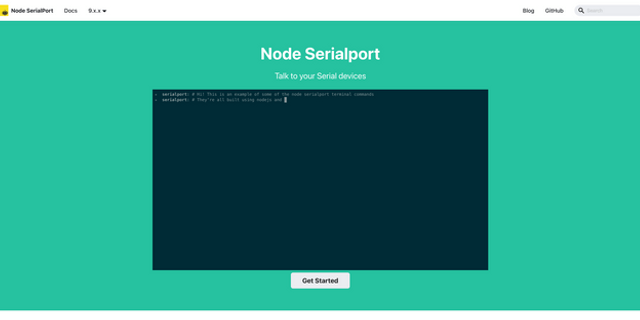 Node SerialPort Docs 9.x.x Blog GitHub Search
Node Serialport
Talk to your Serial devices
serialport: # Hi! This is an example of some of the node serialport terminal commands
serialport: # They're all built using nodejs and
Get Started